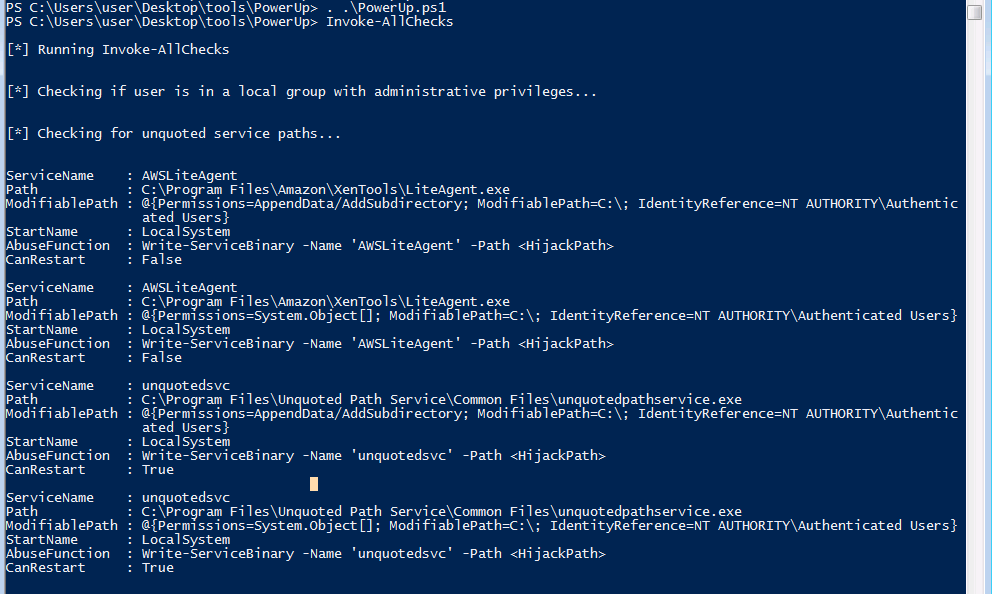 PS C:\Users\user\Desktop\tools\PowerUp> . .\PowerUp.ps1
PS C:\Users\user\Desktop\tools\PowerUp> Invoke-AllChecks
[*] Running Invoke-AllChecks
[*] Checking if user is in a local group with administrative privileges...
[*] Checking for unquoted service paths...
ServiceName    : AWSLiteAgent
Path           : C:\Program Files\Amazon\XenTools\LiteAgent.exe
ModifiablePath : @{Permissions=AppendData/AddSubdirectory; ModifiablePath=C:\; IdentityReference=NT AUTHORITY\Authentic
                 ated Users}
StartName      : LocalSystem
AbuseFunction  : Write-ServiceBinary -Name 'AWSLiteAgent' -Path <HijackPath>
CanRestart     : False
ServiceName    : AWSLiteAgent
Path           : C:\Program Files\Amazon\XenTools\LiteAgent.exe
ModifiablePath : @{Permissions=System.Object[]; ModifiablePath=C:\; IdentityReference=NT AUTHORITY\Authenticated Users}
StartName      : LocalSystem
AbuseFunction  : Write-ServiceBinary -Name 'AWSLiteAgent' -Path <HijackPath>
CanRestart     : False
ServiceName    : unquotedsvc
Path           : C:\Program Files\Unquoted Path Service\Common Files\unquotedpathservice.exe
ModifiablePath : @{Permissions=AppendData/AddSubdirectory; ModifiablePath=C:\; IdentityReference=NT AUTHORITY\Authentic
                 ated Users}
StartName      : LocalSystem
AbuseFunction  : Write-ServiceBinary -Name 'unquotedsvc' -Path <HijackPath>
CanRestart     : True
ServiceName    : unquotedsvc
Path           : C:\Program Files\Unquoted Path Service\Common Files\unquotedpathservice.exe
ModifiablePath : @{Permissions=System.Object[]; ModifiablePath=C:\; IdentityReference=NT AUTHORITY\Authenticated Users}
StartName      : LocalSystem
AbuseFunction  : Write-ServiceBinary -Name 'unquotedsvc' -Path <HijackPath>
CanRestart     : True